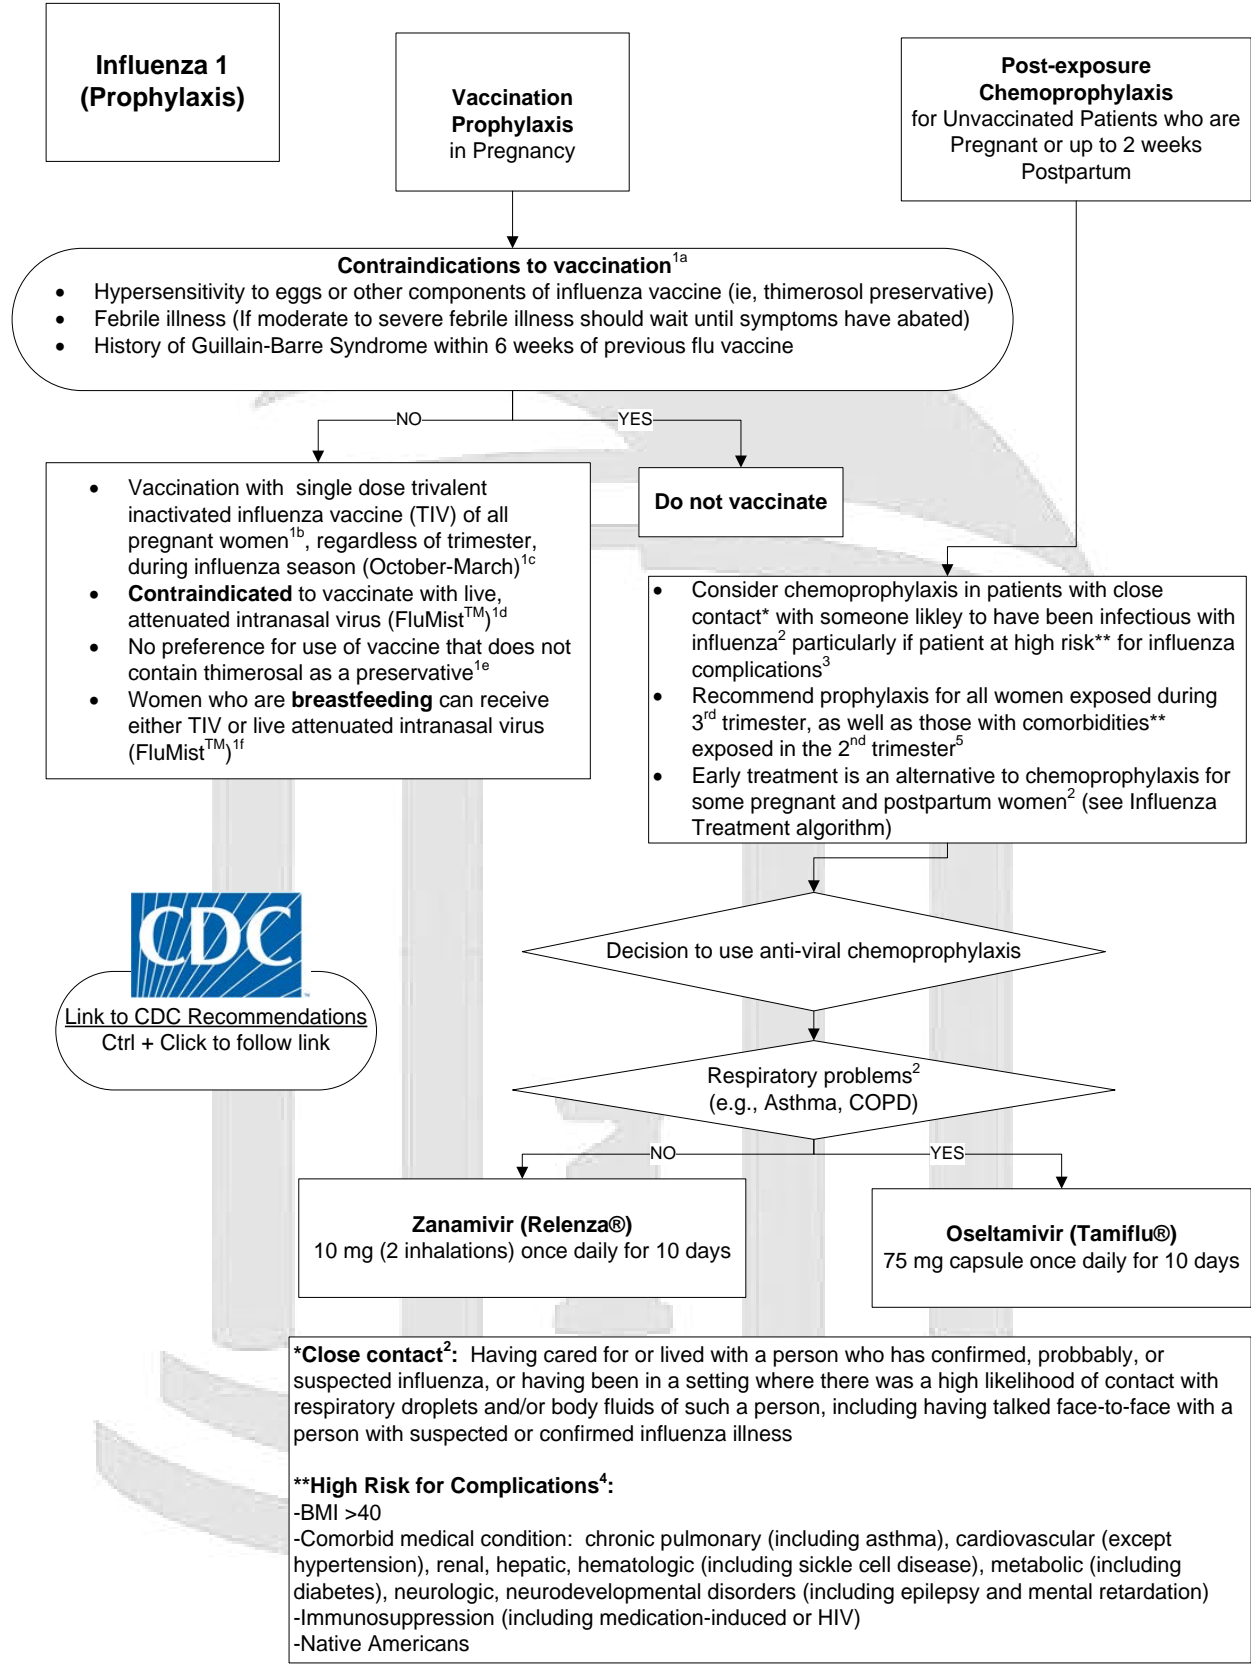 Influenza 1
(Prophylaxis)
Vaccination
Prophylaxis
in Pregnancy
Post-exposure
Chemoprophylaxis
for Unvaccinated Patients who are
Pregnant or up to 2 weeks
Postpartum
Contraindications to vaccination1a
• Hypersensitivity to eggs or other components of influenza vaccine (ie, thimerosol preservative)
• Febrile illness (If moderate to severe febrile illness should wait until symptoms have abated)
• History of Guillain-Barre Syndrome within 6 weeks of previous flu vaccine
NO
YES
• Vaccination with single dose trivalent
inactivated influenza vaccine (TIV) of all
pregnant women1b, regardless of trimester,
during influenza season (October-March)1c
• Contraindicated to vaccinate with live,
attenuated intranasal virus (FluMistTM)1d
• No preference for use of vaccine that does not
contain thimerosal as a preservative1e
• Women who are breastfeeding can receive
either TIV or live attenuated intranasal virus
(FluMistTM)1f
Do not vaccinate
• Consider chemoprophylaxis in patients with close
contact* with someone likley to have been infectious with
influenza2 particularly if patient at high risk** for influenza
complications3
• Recommend prophylaxis for all women exposed during
3rd trimester, as well as those with comorbidities**
exposed in the 2nd trimester5
• Early treatment is an alternative to chemoprophylaxis for
some pregnant and postpartum women2 (see Influenza
Treatment algorithm)
CDC
Link to CDC Recommendations
Ctrl + Click to follow link
Decision to use anti-viral chemoprophylaxis
Respiratory problems2
(e.g., Asthma, COPD)
NO
YES
Zanamivir (Relenza®)
10 mg (2 inhalations) once daily for 10 days
Oseltamivir (Tamiflu®)
75 mg capsule once daily for 10 days
*Close contact2: Having cared for or lived with a person who has confirmed, probbably, or
suspected influenza, or having been in a setting where there was a high likelihood of contact with
respiratory droplets and/or body fluids of such a person, including having talked face-to-face with a
person with suspected or confirmed influenza illness
**High Risk for Complications4:
-BMI >40
-Comorbid medical condition: chronic pulmonary (including asthma), cardiovascular (except
hypertension), renal, hepatic, hematologic (including sickle cell disease), metabolic (including
diabetes), neurologic, neurodevelopmental disorders (including epilepsy and mental retardation)
-Immunosuppression (including medication-induced or HIV)
-Native Americans